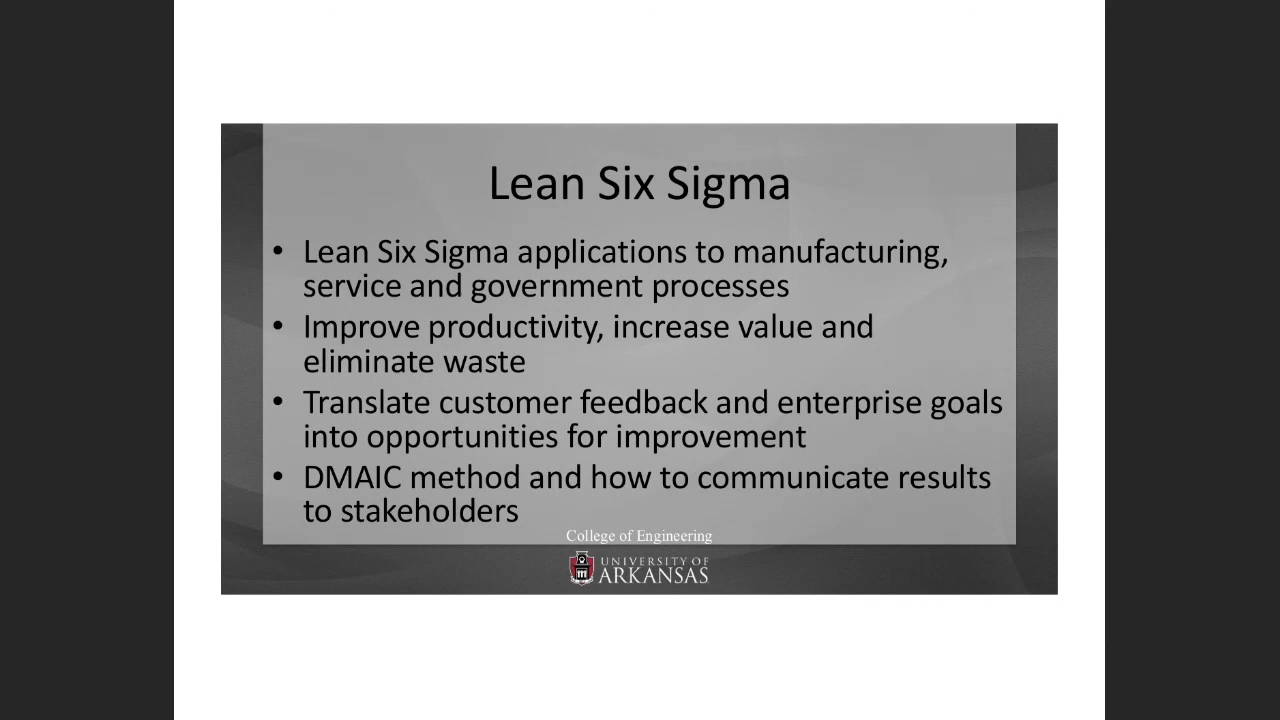 Lean Six Sigma
• Lean Six Sigma applications to manufacturing,
service and government processes
• Improve productivity, increase value and
eliminate waste
• Translate customer feedback and enterprise goals
into opportunities for improvement
• DMAIC method and how to communicate results
to stakeholders
College of Engineering
UNIVERSITY OF
ARKANSAS